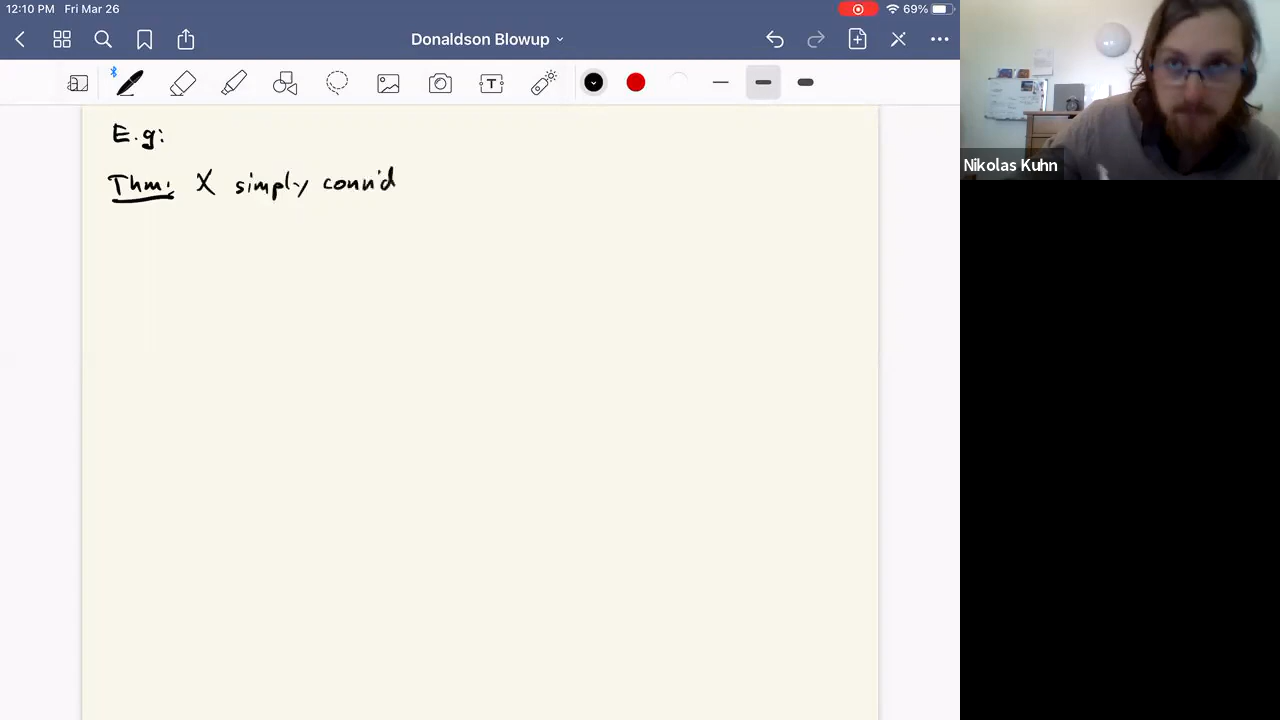 12:10 PM Fri Mar 26
69%
Donaldson Blowup
E.g:
Thm: X simply conn'd
Nikolas Kuhn